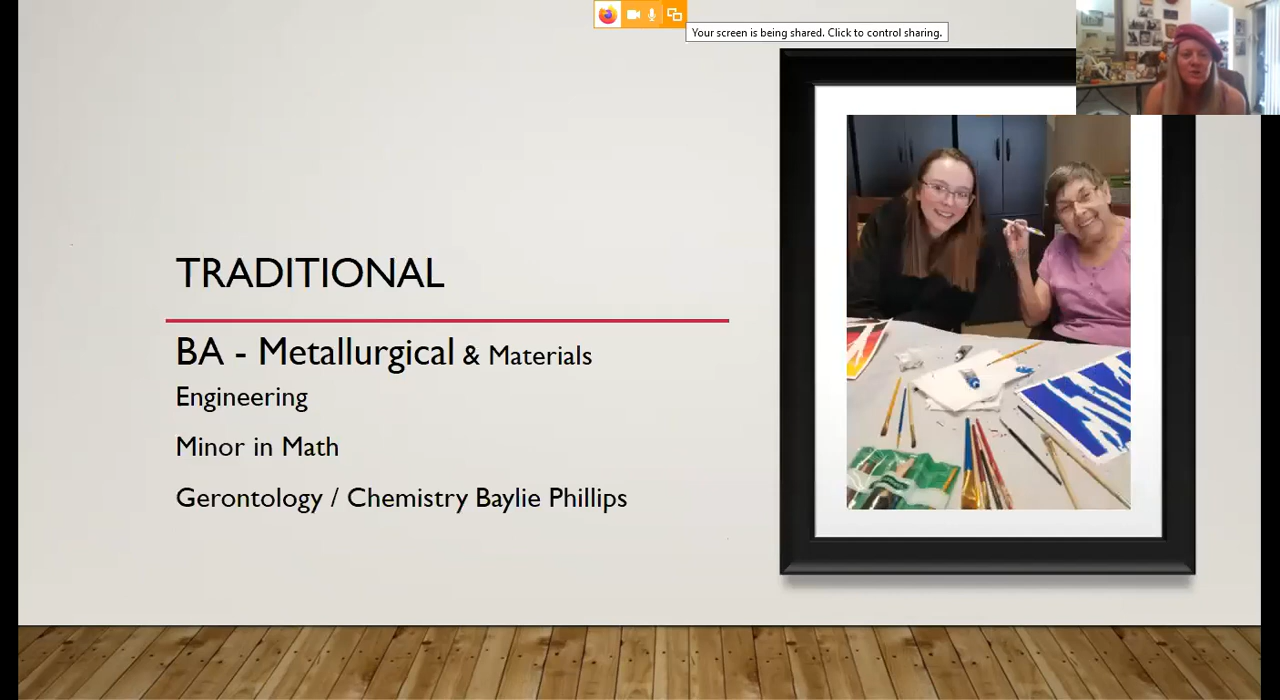 Your screen is being shared. Click to control sharing.
TRADITIONAL
BA - Metallurgical & Materials
Engineering
Minor in Math
Gerontology / Chemistry Baylie Phillips